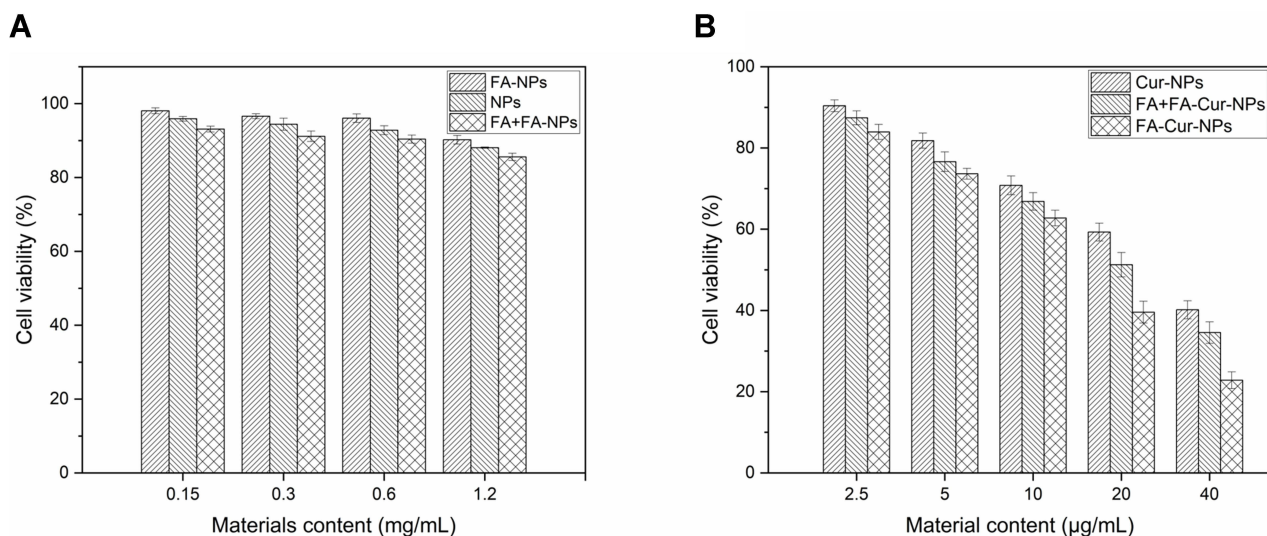 A
Cell viability (%)
100
80
60
40
20
0
FA-NPs
NPs
FA+FA-NPs
0.15 0.3 0.6 1.2
Materials content (mg/mL)
B
Cell viability (%)
100
80
60
40
20
0
Cur-NPs
FA+FA-Cur-NPs
FA-Cur-NPs
2.5 5 10 20 40
Material content (μg/mL)